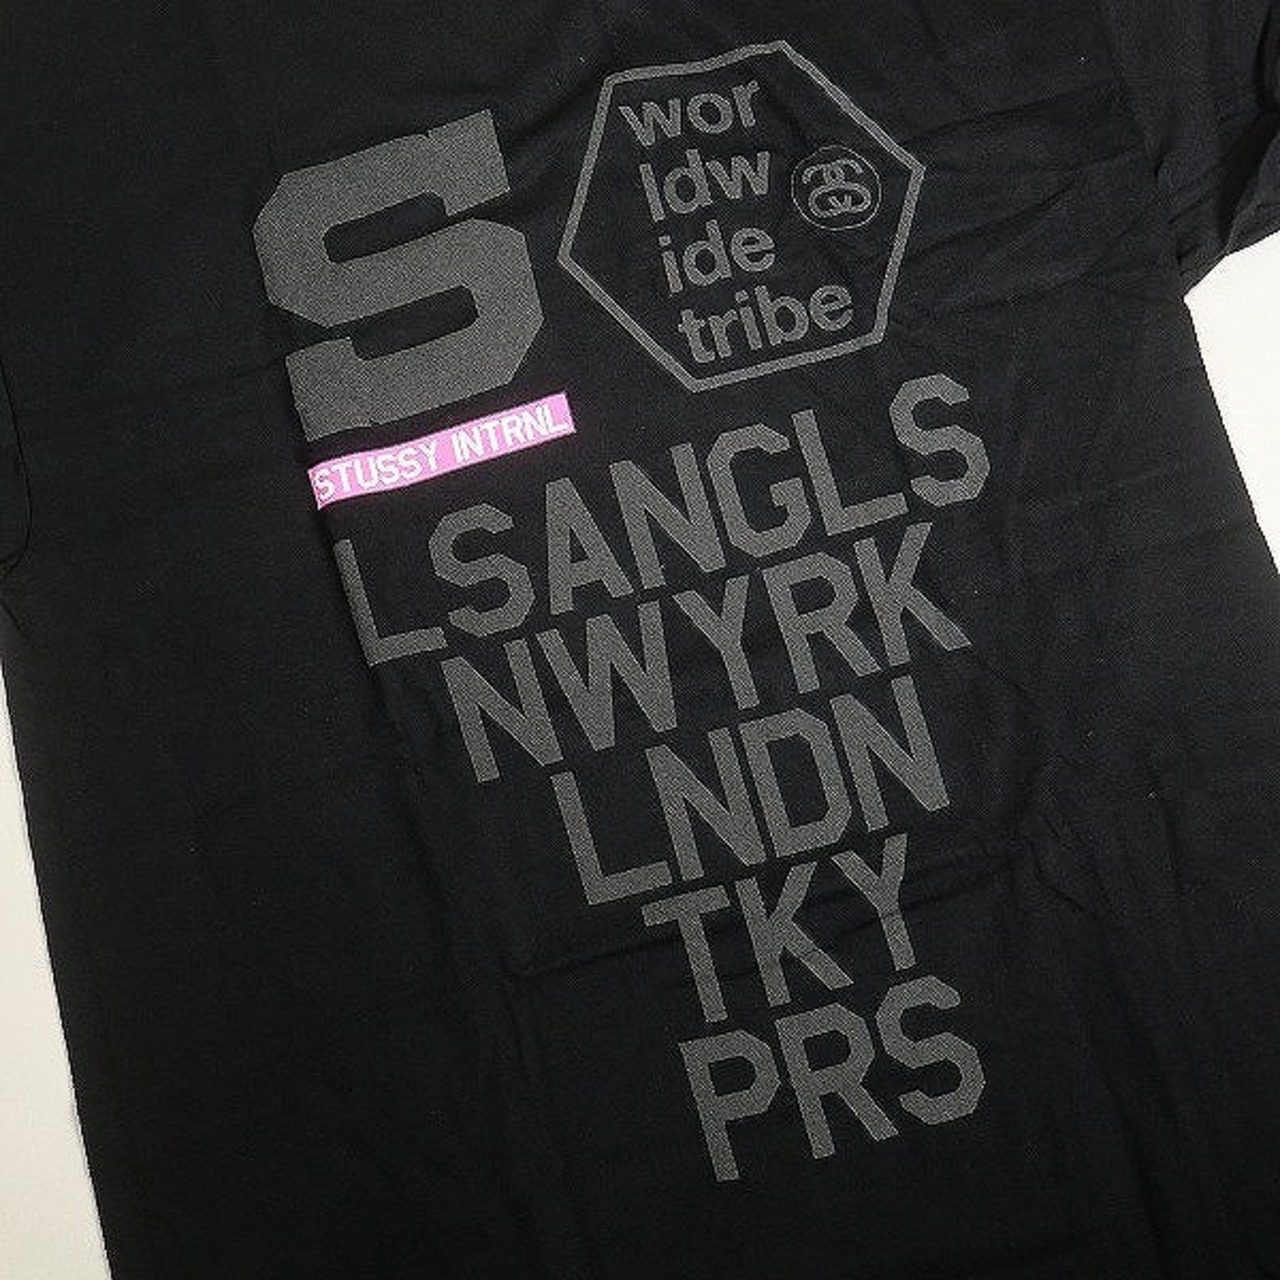 S
wor
ldw
ide
tribe
STUSSY INTRNL
LSANGLS
NWYRK
LNDN
TKY
PRS